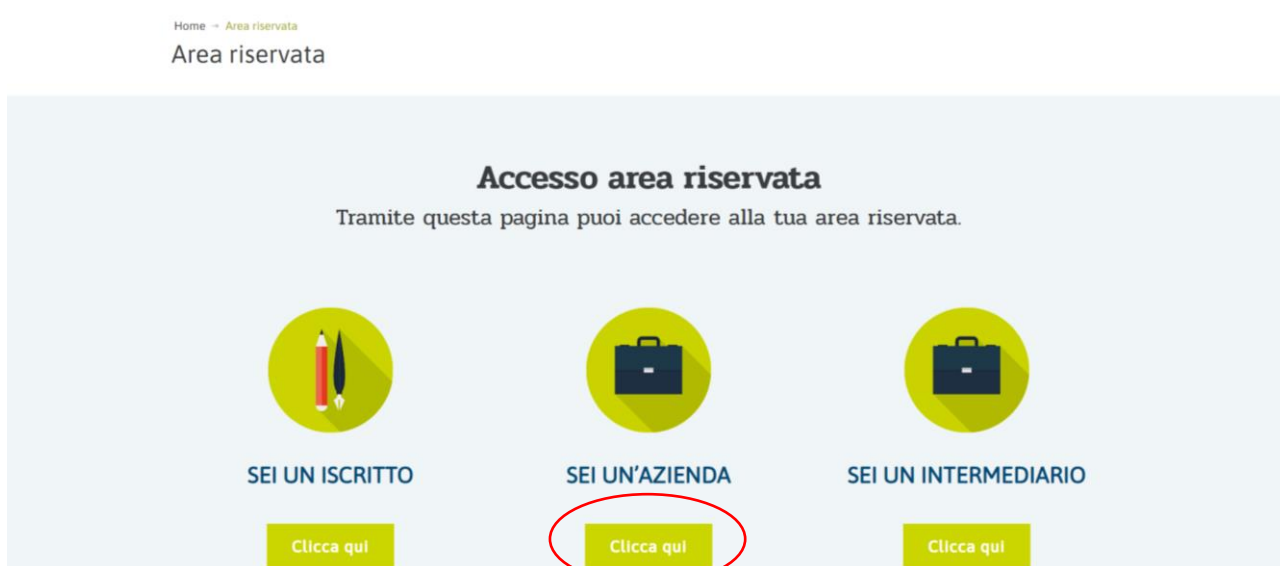 Home → Area riservata
Area riservata
Accesso area riservata
Tramite questa pagina puoi accedere alla tua area riservata.
SEI UN ISCRITTO
SEI UN'AZIENDA
SEI UN INTERMEDIARIO
Clicca qui
Clicca qui
Clicca qui